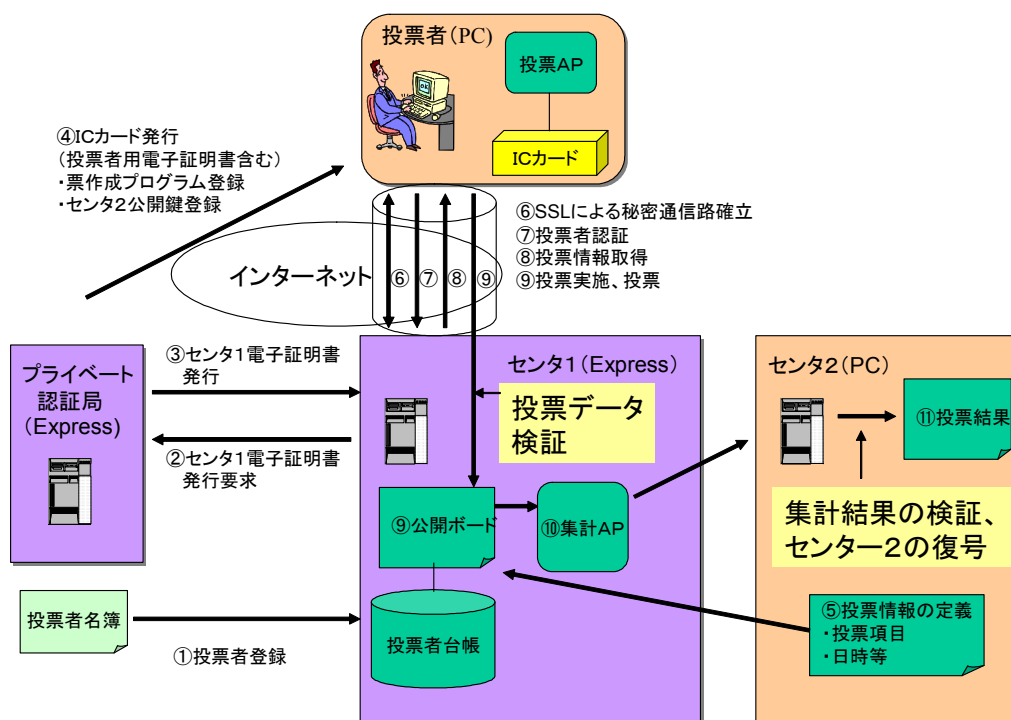 投票者(PC)
投票AP
ICカード
④ICカード発行
(投票者用電子証明書含む)
・票作成プログラム登録
・センタ2公開鍵登録
⑥SSLによる秘密通信路確立
⑦投票者認証
⑧投票情報取得
⑨投票実施、投票
インターネット
⑥ ⑦ ⑧ ⑨
プライベート
認証局
(Express)
③センタ1電子証明書
発行
②センタ1電子証明書
発行要求
センタ1(Express)
投票データ
検証
⑨公開ボード
⑩集計AP
投票者台帳
投票者名簿
①投票者登録
センタ2(PC)
⑪投票結果
集計結果の検証、
センター2の復号
⑤投票情報の定義
・投票項目
・日時等